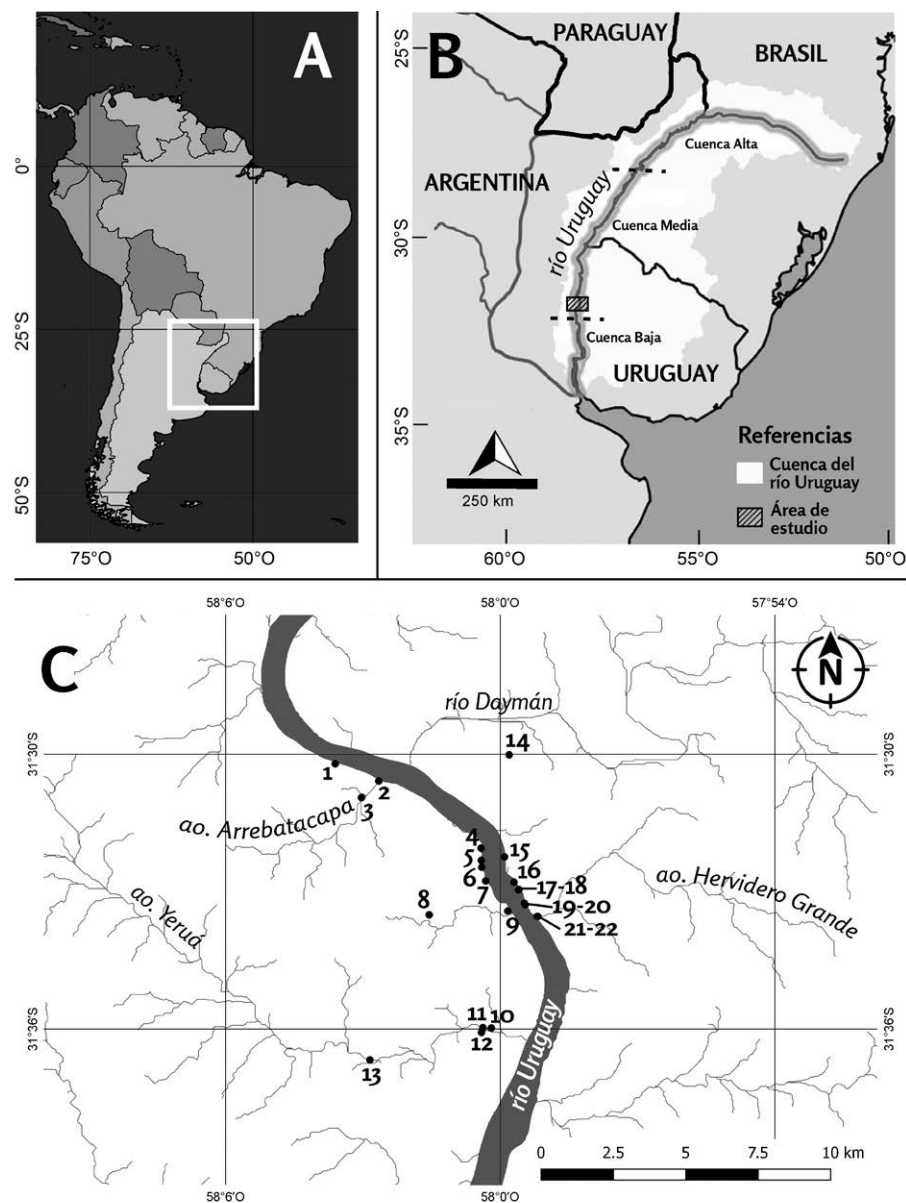 A
0°
25°S
50°S
75°O
50°O
B
PARAGUAY
BRASIL
ARGENTINA
URUGUAY
río Uruguay
Cuenca Alta
Cuenca Media
Cuenca Baja
25°S
30°S
35°S
250 km
Referencias
Cuenca del
río Uruguay
Área de
estudio
60°O
55°O
50°O
C
58°6'O
58°0'O
57°54'O
N
río Daymán
31°30'S
31°30'S
14
1
2
3
ao. Arrebatacapa
4
5
6
7
15
16
17-18
19-20
21-22
ao. Hervidero Grande
ao. Yeruá
8
9
31°36'S
31°36'S
11
10
12
13
río Uruguay
0
2.5
5
7.5
10 km
58°6'O
58°0'O